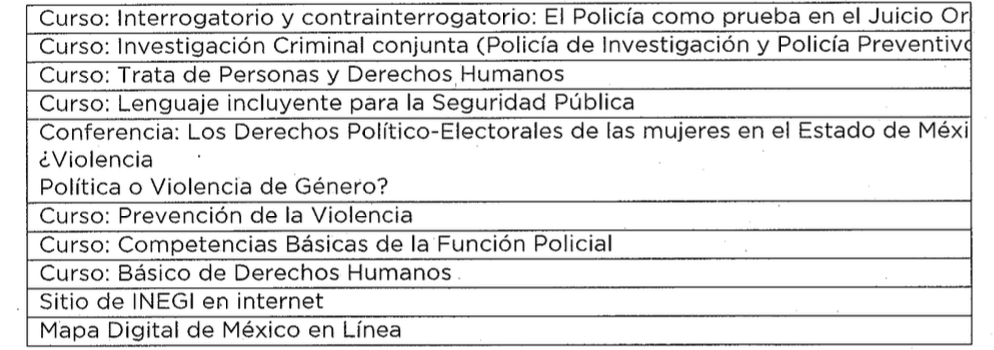 Curso: Interrogatorio y contrainterrogatorio: El Policía como prueba en el Juicio Or
Curso: Investigación Criminal conjunta (Policía de Investigación y Policía Preventiv
Curso: Trata de Personas y Derechos Humanos
Curso: Lenguaje incluyente para la Seguridad Pública
Conferencia: Los Derechos Político-Electorales de las mujeres en el Estado de Méxi
¿Violencia
Política o Violencia de Género?
Curso: Prevención de la Violencia
Curso: Competencias Básicas de la Función Policial
Curso: Básico de Derechos Humanos
Sitio de INEGI en internet
Mapa Digital de México en Línea